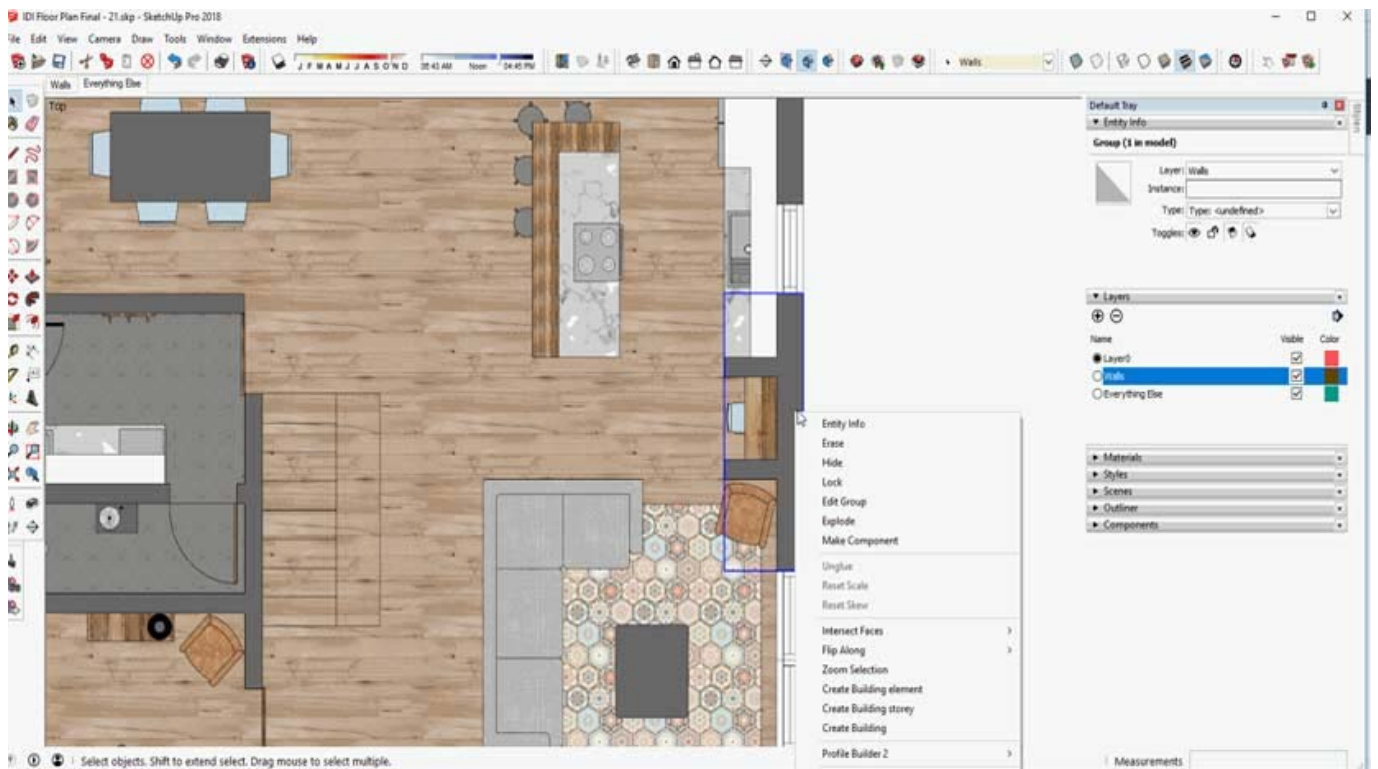 IDI Floor Plan Final - 21.skp - SketchUp Pro 2018
File Edit View Camera Draw Tools Window Extensions Help
J F M A M J J A S O N D
Noon 04:45 PM
Walls
Walls Everything Else
Top
Default Tray
Styles
Entity Info
Group (1 in model)
Layer: Walls
Instance:
Type: Type: <undefined>
Toggles:
Layers
Name Visible Color
Layer0
Walls
Everything Else
Materials
Styles
Scenes
Outliner
Components
Entity Info
Erase
Hide
Lock
Edit Group
Explode
Make Component
Unglue
Reset Scale
Reset Skew
Intersect Faces
Flip Along
Zoom Selection
Create Building element
Create Building storey
Create Building
Profile Builder 2
Select objects. Shift to extend select. Drag mouse to select multiple.
Measurements